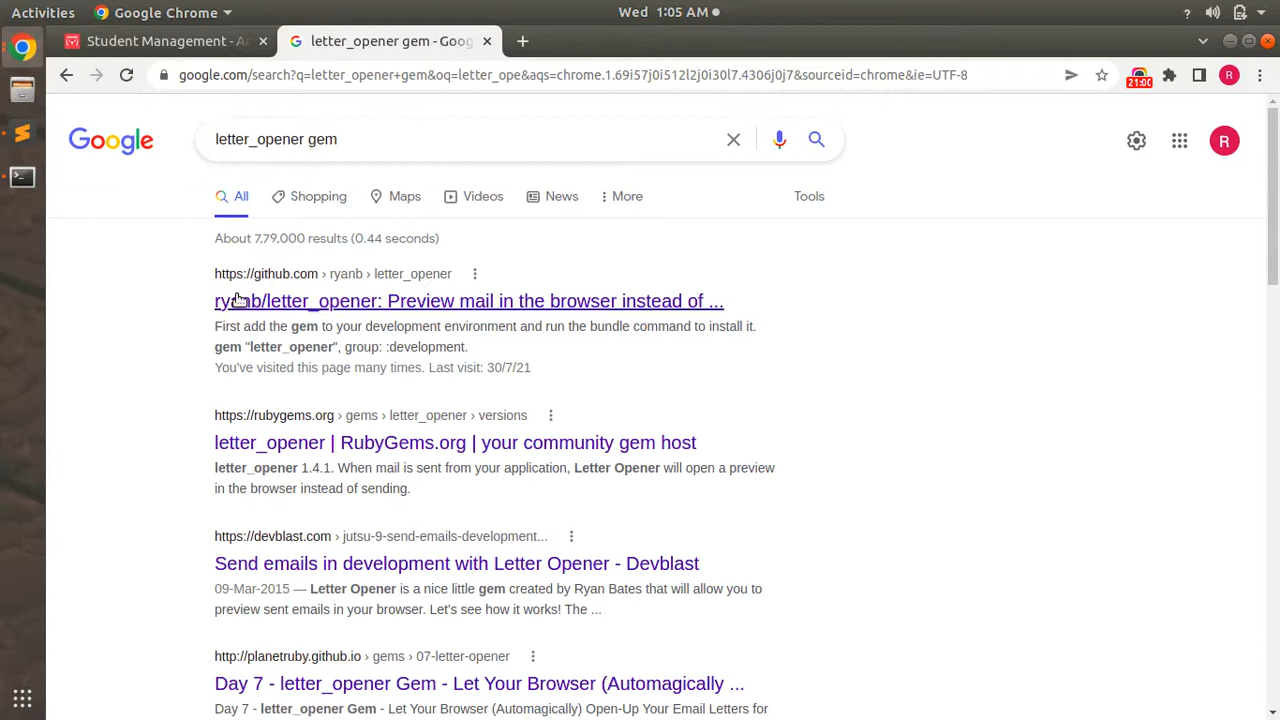 Activities Google Chrome Wed 1:05 AM
Student Management - Ac letter_opener gem - Goog
google.com/search?q=letter_opener+gem&oq=letter_ope&aqs=chrome.1.69i57j0i512l2j0i30l7.4306j0j7&sourceid=chrome&ie=UTF-8 21:00 R
Google letter_opener gem R
All Shopping Maps Videos News More Tools
About 7,79,000 results (0.44 seconds)
https://github.com › ryanb › letter_opener
ryanb/letter_opener: Preview mail in the browser instead of ...
First add the gem to your development environment and run the bundle command to install it.
gem "letter_opener", group: :development.
You've visited this page many times. Last visit: 30/7/21
https://rubygems.org › gems › letter_opener › versions
letter_opener | RubyGems.org | your community gem host
letter_opener 1.4.1. When mail is sent from your application, Letter Opener will open a preview
in the browser instead of sending.
https://devblast.com › jutsu-9-send-emails-development...
Send emails in development with Letter Opener - Devblast
09-Mar-2015 — Letter Opener is a nice little gem created by Ryan Bates that will allow you to
preview sent emails in your browser. Let's see how it works! The ...
http://planetruby.github.io › gems › 07-letter-opener
Day 7 - letter_opener Gem - Let Your Browser (Automagically ...
Day 7 - letter_opener Gem - Let Your Browser (Automagically) Open-Up Your Email Letters for